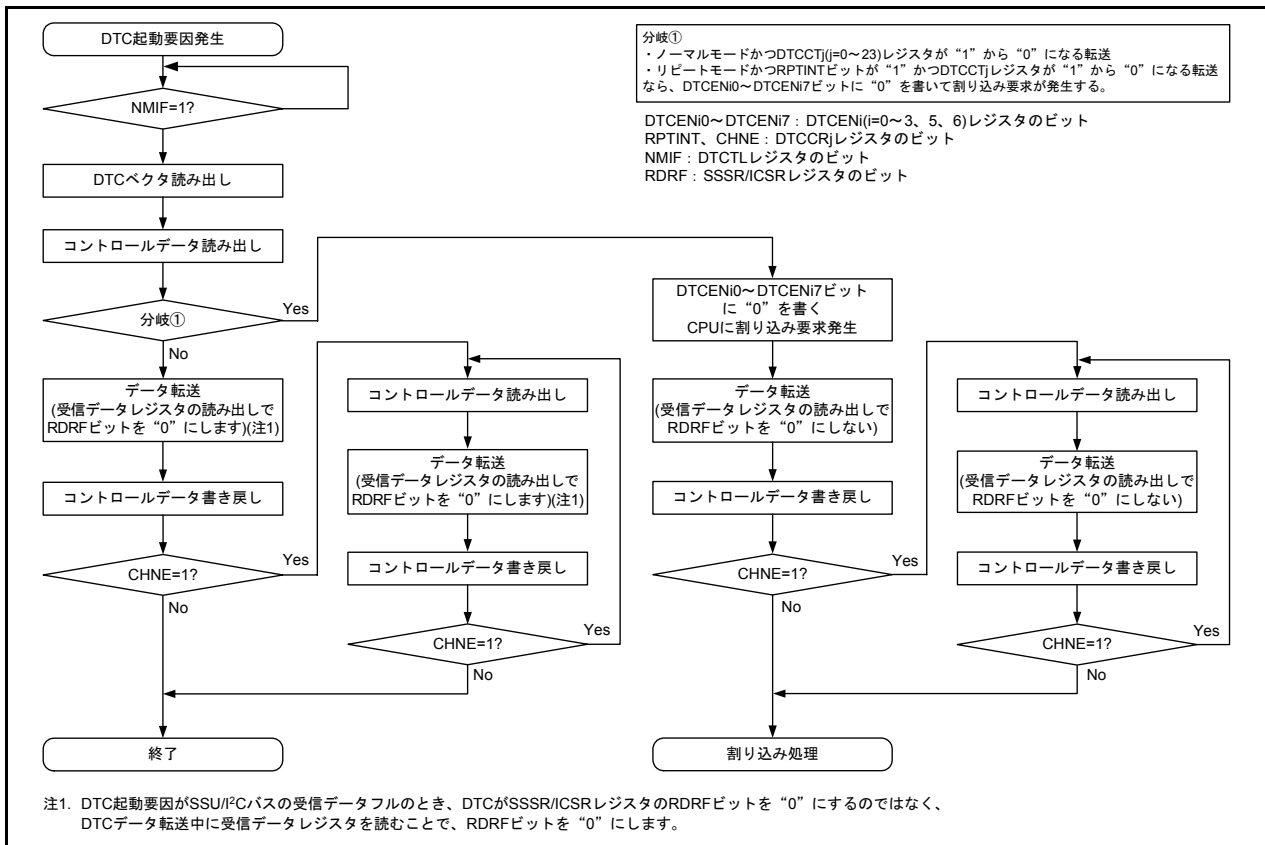 DTC起動要因発生
NMIF=1?
DTCベクタ読み出し
コントロールデータ読み出し
分岐①
Yes
No
データ転送
(受信データレジスタの読み出しで
RDRFビットを“0”にします)(注1)
コントロールデータ書き戻し
CHNE=1?
Yes
No
終了
コントロールデータ読み出し
データ転送
(受信データレジスタの読み出しで
RDRFビットを“0”にします)(注1)
コントロールデータ書き戻し
CHNE=1?
Yes
No
分岐①
・ノーマルモードかつDTCCTj(j=0～23)レジスタが“1”から“0”になる転送
・リピートモードかつRPTINTビットが“1”かつDTCCTjレジスタが“1”から“0”になる転送
なら、DTCENi0～DTCENi7ビットに“0”を書いて割り込み要求が発生する。
DTCENi0～DTCENi7：DTCENi(i=0～3、5、6)レジスタのビット
RPTINT、CHNE：DTCCRjレジスタのビット
NMIF：DTCTLレジスタのビット
RDRF：SSSR/ICSRレジスタのビット
DTCENi0～DTCENi7ビット
に“0”を書く
CPUに割り込み要求発生
データ転送
(受信データレジスタの読み出しで
RDRFビットを“0”にしない)
コントロールデータ書き戻し
CHNE=1?
Yes
No
割り込み処理
コントロールデータ読み出し
データ転送
(受信データレジスタの読み出しで
RDRFビットを“0”にしない)
コントロールデータ書き戻し
CHNE=1?
Yes
No
注1. DTC起動要因がSSU/I²Cバスの受信データフルのとき、DTCがSSSR/ICSRレジスタのRDRFビットを“0”にするのではなく、
DTCデータ転送中に受信データレジスタを読むことで、RDRFビットを“0”にします。